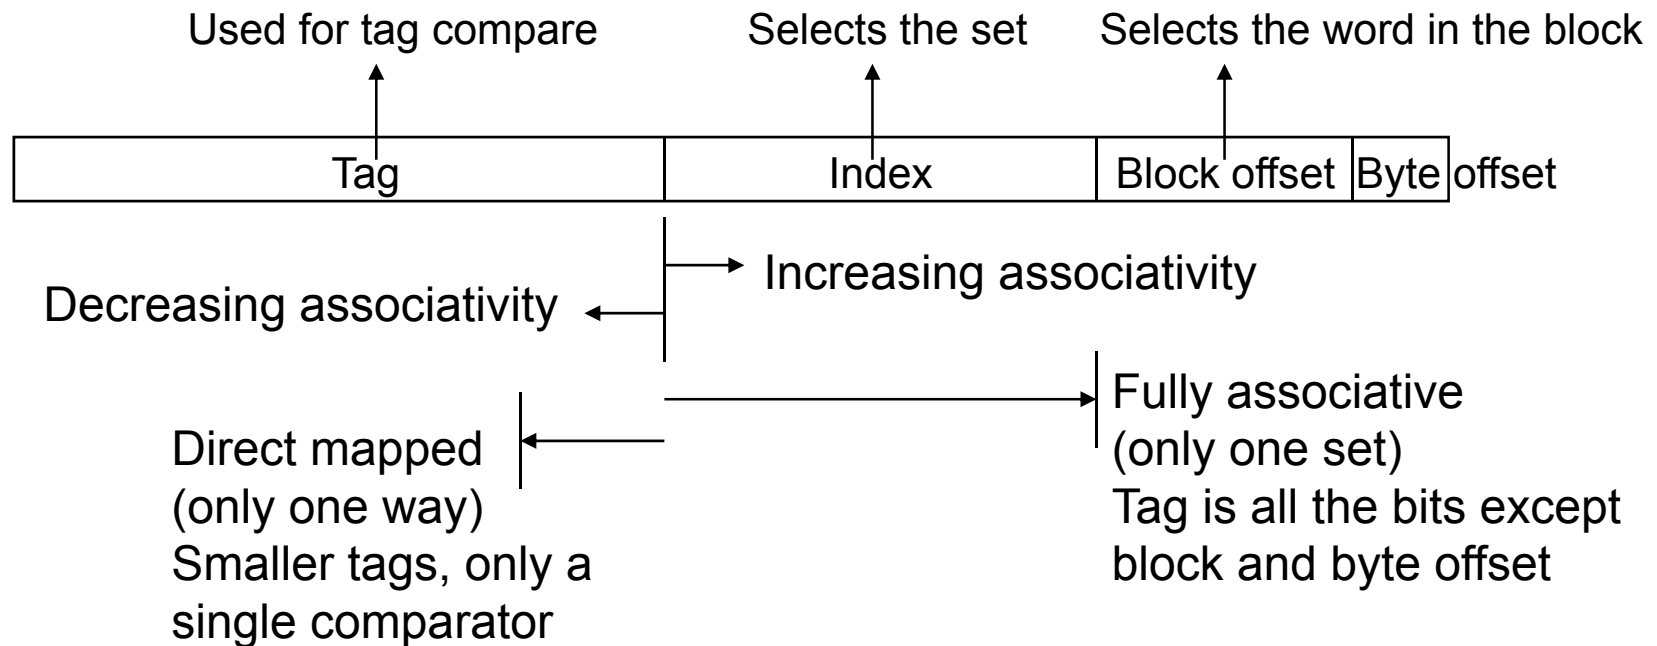 Used for tag compare
Selects the set
Selects the word in the block
Tag
Index
Block offset
Byte offset
Increasing associativity
Decreasing associativity
Fully associative
(only one set)
Tag is all the bits except
block and byte offset
Direct mapped
(only one way)
Smaller tags, only a
single comparator